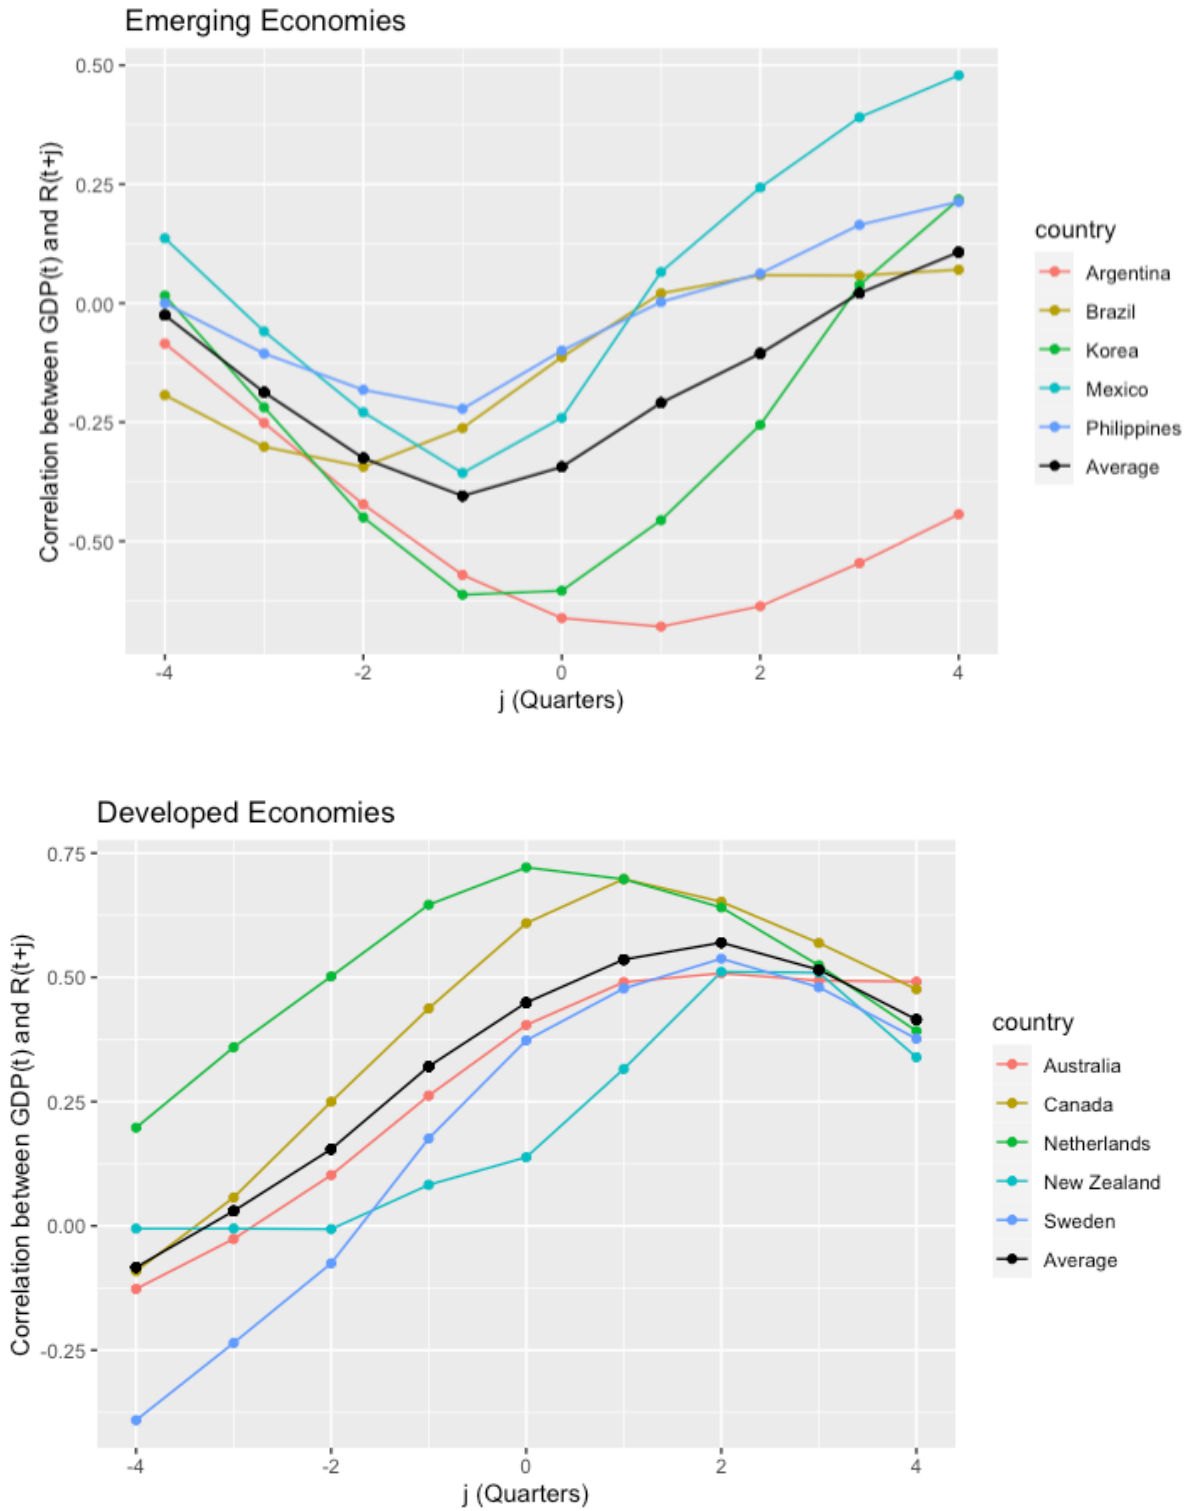 Emerging Economies
0.50
0.25
0.00
-0.25
-0.50
Correlation between GDP(t) and R(t+j)
-4
-2
0
2
4
j (Quarters)
country
Argentina
Brazil
Korea
Mexico
Philippines
Average
Developed Economies
0.75
0.50
0.25
0.00
-0.25
Correlation between GDP(t) and R(t+j)
-4
-2
0
2
4
j (Quarters)
country
Australia
Canada
Netherlands
New Zealand
Sweden
Average